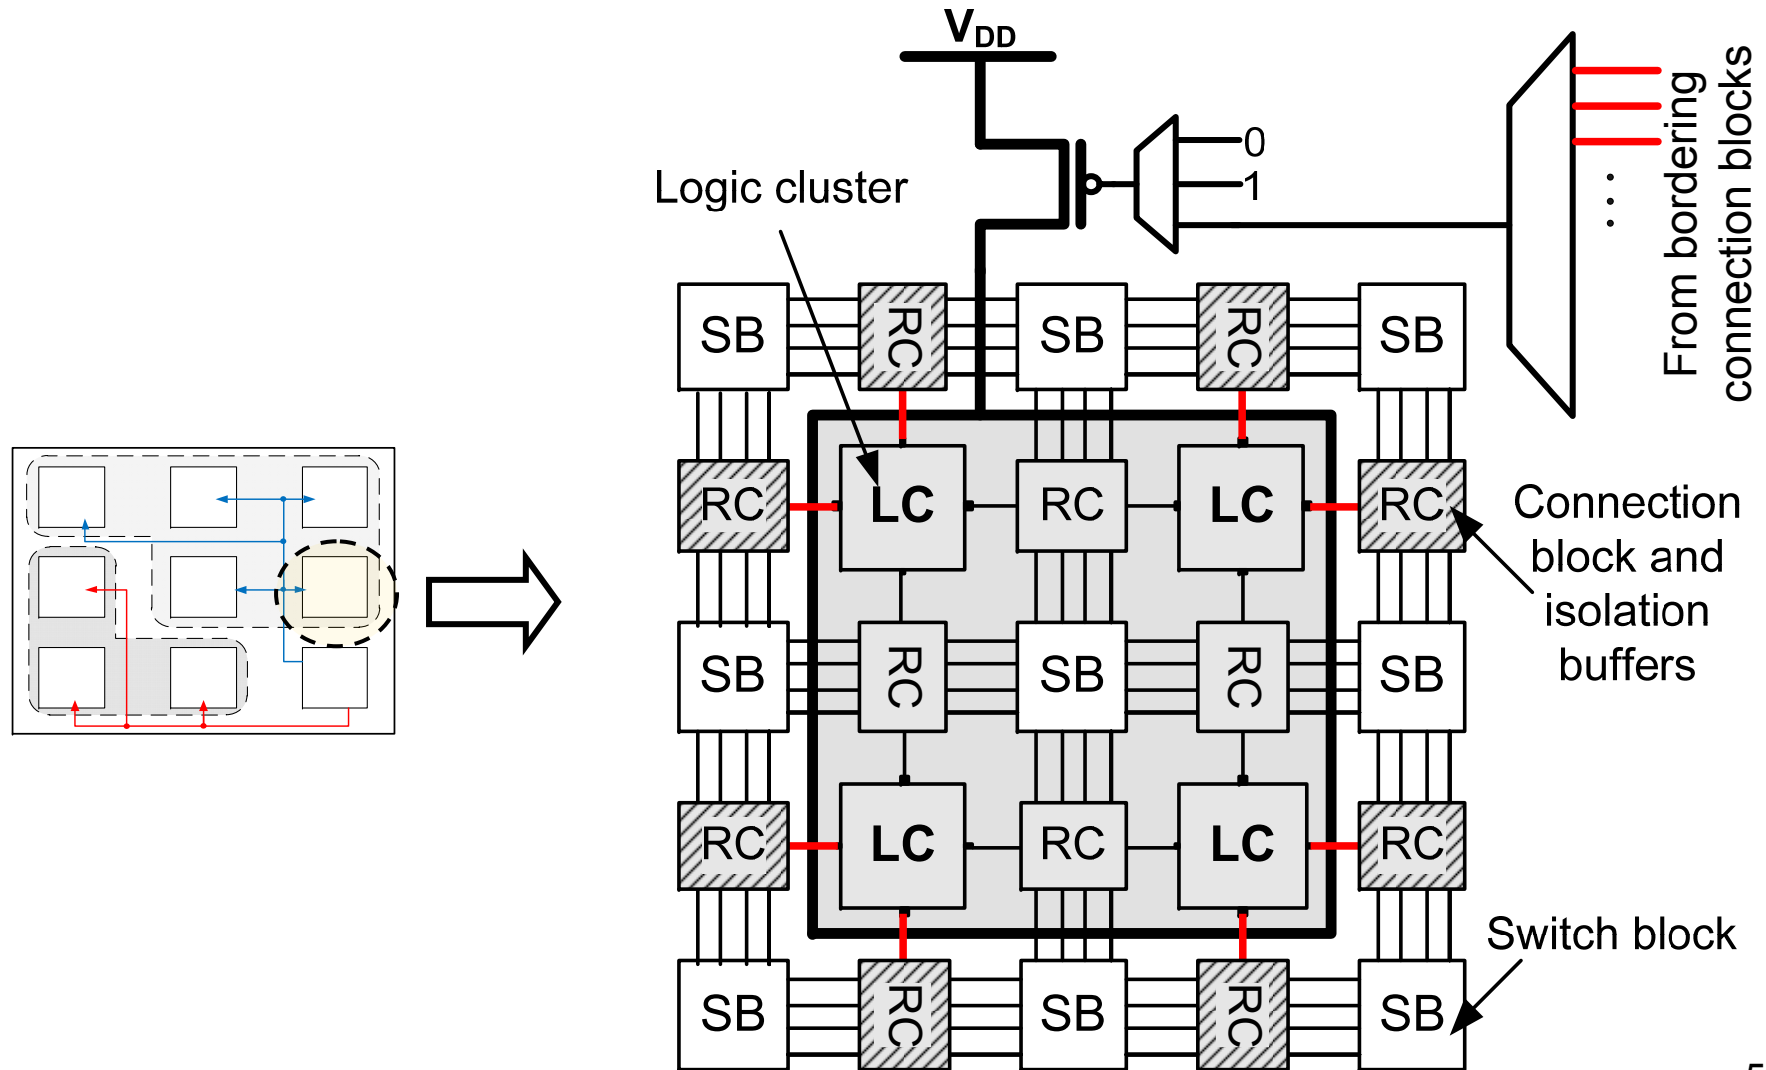 VDD
0
1
From bordering
connection blocks
Logic cluster
SB RC SB RC SB
RC LC RC LC RC
Connection
block and
isolation
buffers
SB RC SB RC SB
RC LC RC LC RC
Switch block
SB RC SB RC SB